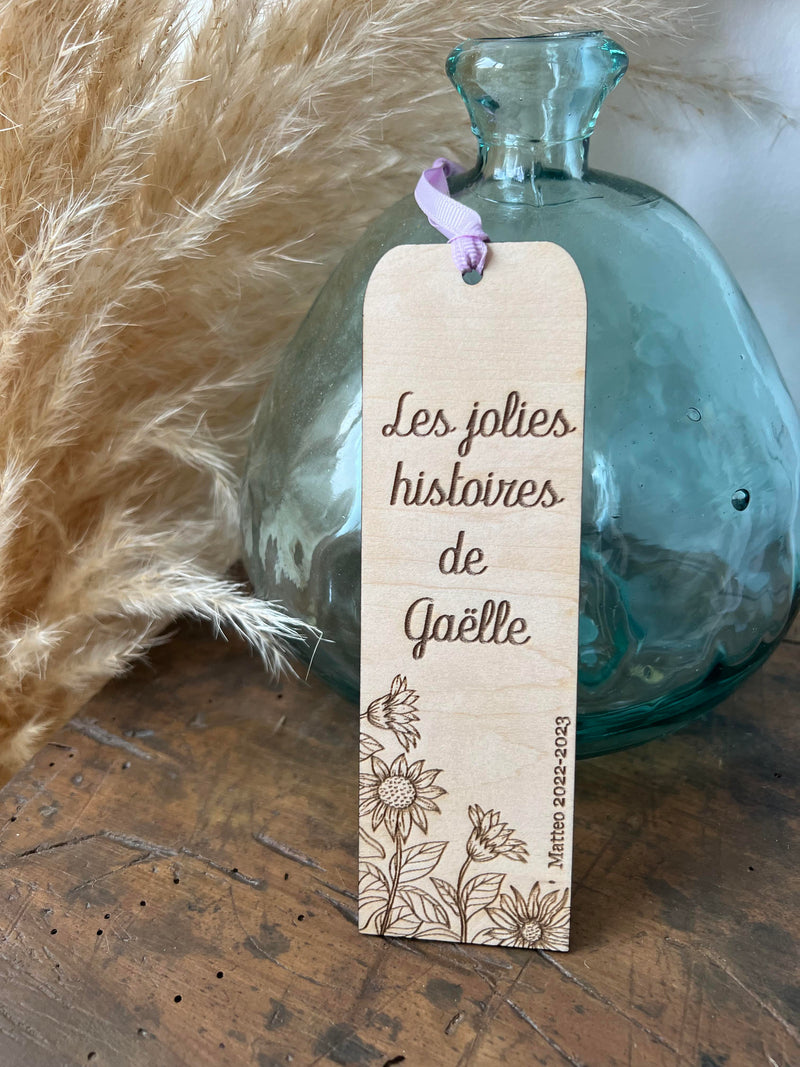 Les jolies
histoires
de
Gaëlle
Matteo 2022-2023